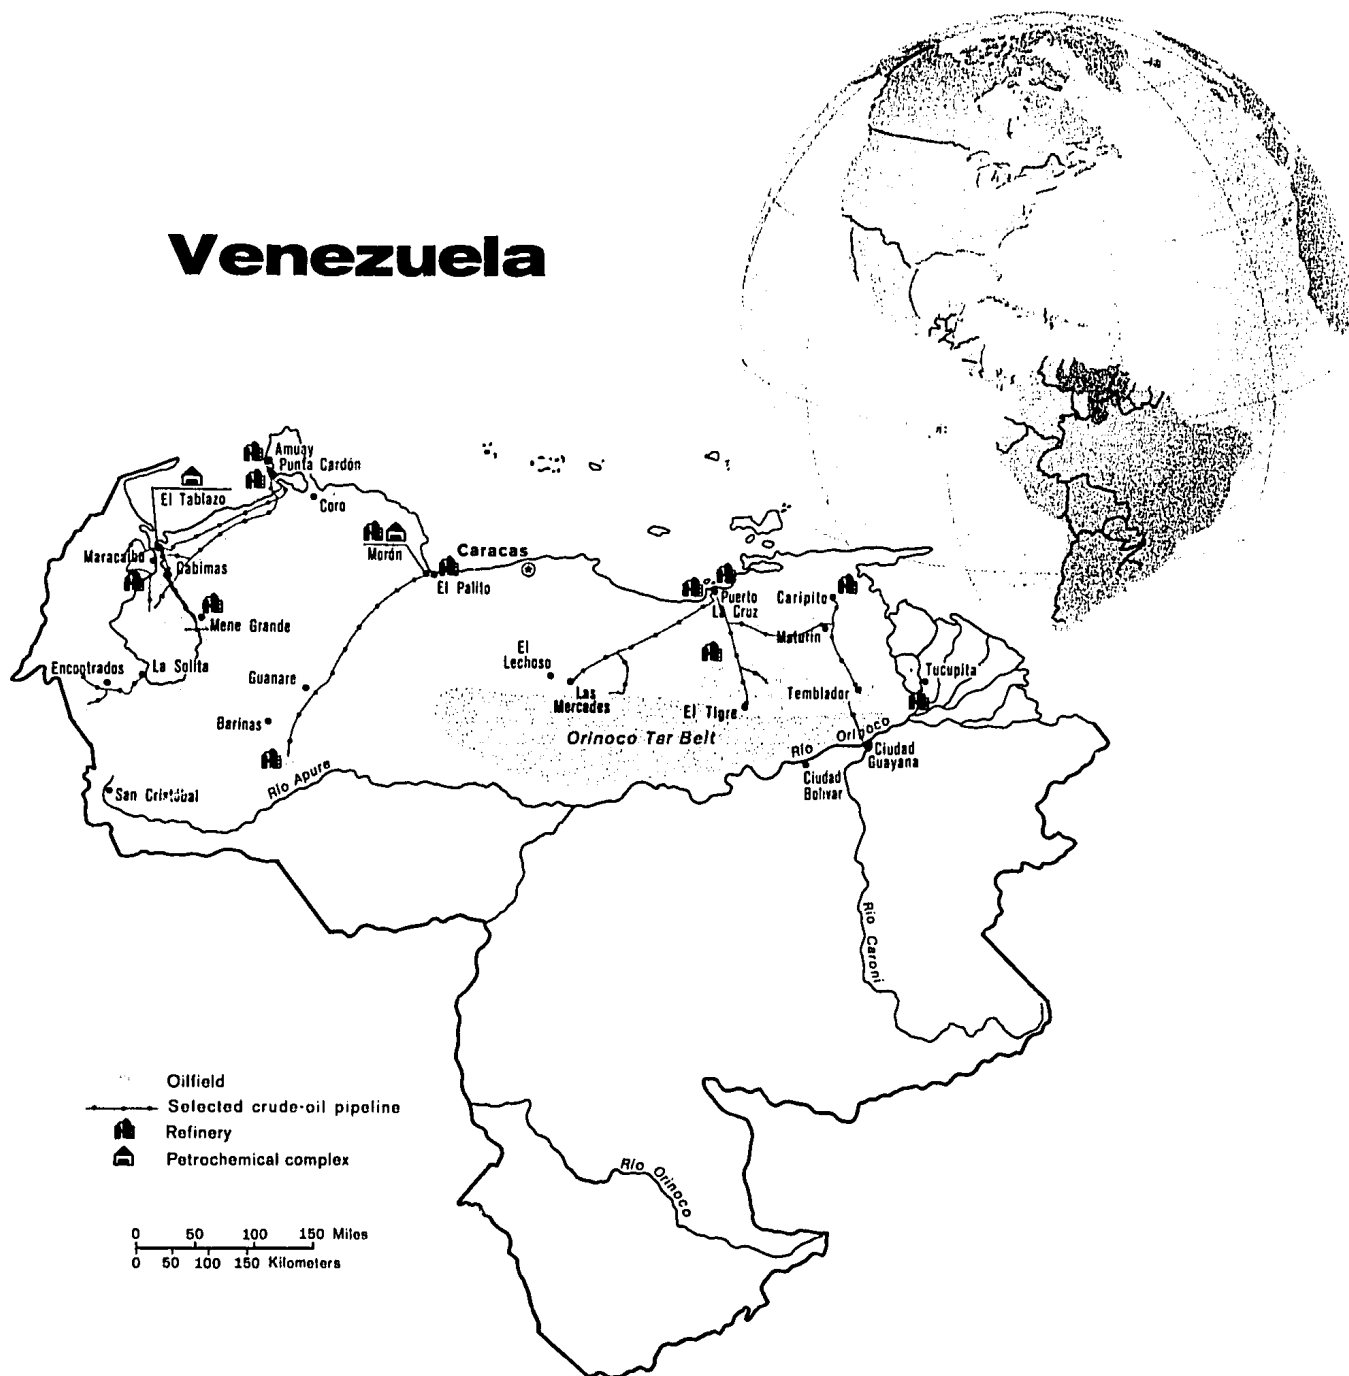 Venezuela
Amuay
Punta Cardón
El Tablazo
Coro
Maracaibo
Cabimas
Morón
Caracas
El Palito
Mene Grande
Puerto
La Cruz
Caripito
Maturín
Encontrados
La Solita
Guanare
El
Lechoso
Las
Mercedes
Tucupita
Temblador
Barinas
El Tigre
Orinoco Tar Belt
Río Orinoco
Ciudad
Guayana
Ciudad
Bolívar
Río Apure
San Cristóbal
Río Caroní
Río Orinoco
Oilfield
Selected crude-oil pipeline
Refinery
Petrochemical complex
0 50 100 150 Miles
0 50 100 150 Kilometers